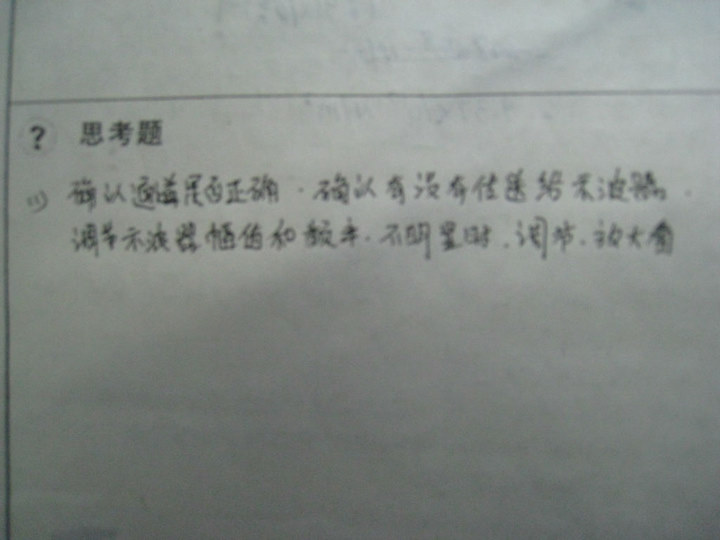 ? 思考题
(1) 确认通道是否正确.确认有没有信号给示波器.
调节示波器幅值和频率.不明显时,调节.放大看